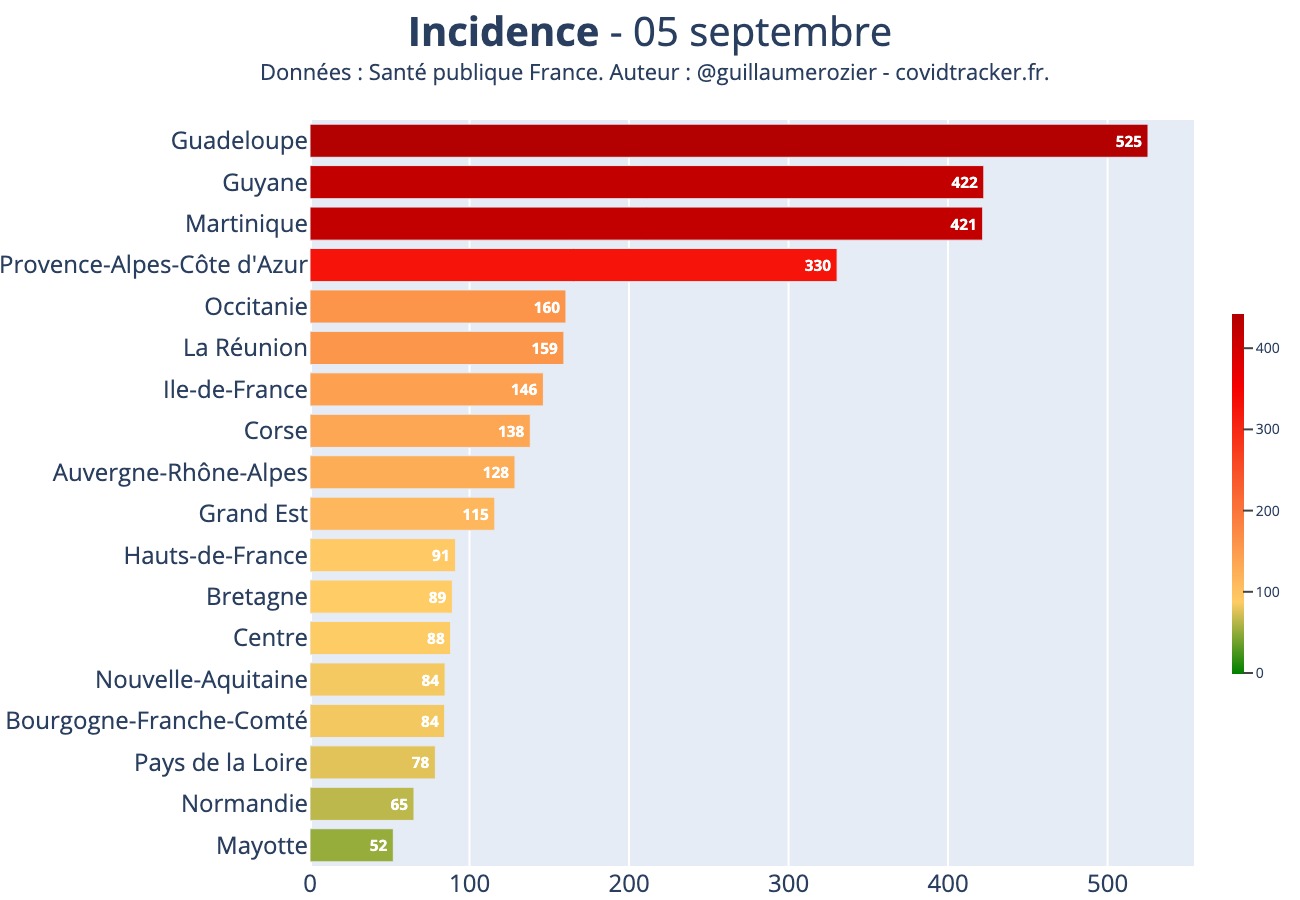 Incidence - 05 septembre
Données : Santé publique France. Auteur : @guillaumerozier - covidtracker.fr.
Guadeloupe 525
Guyane 422
Martinique 421
Provence-Alpes-Côte d'Azur 330
Occitanie 160
La Réunion 159
Ile-de-France 146
Corse 138
Auvergne-Rhône-Alpes 128
Grand Est 115
Hauts-de-France 91
Bretagne 89
Centre 88
Nouvelle-Aquitaine 84
Bourgogne-Franche-Comté 84
Pays de la Loire 78
Normandie 65
Mayotte 52
0 100 200 300 400 500
400
300
200
100
0